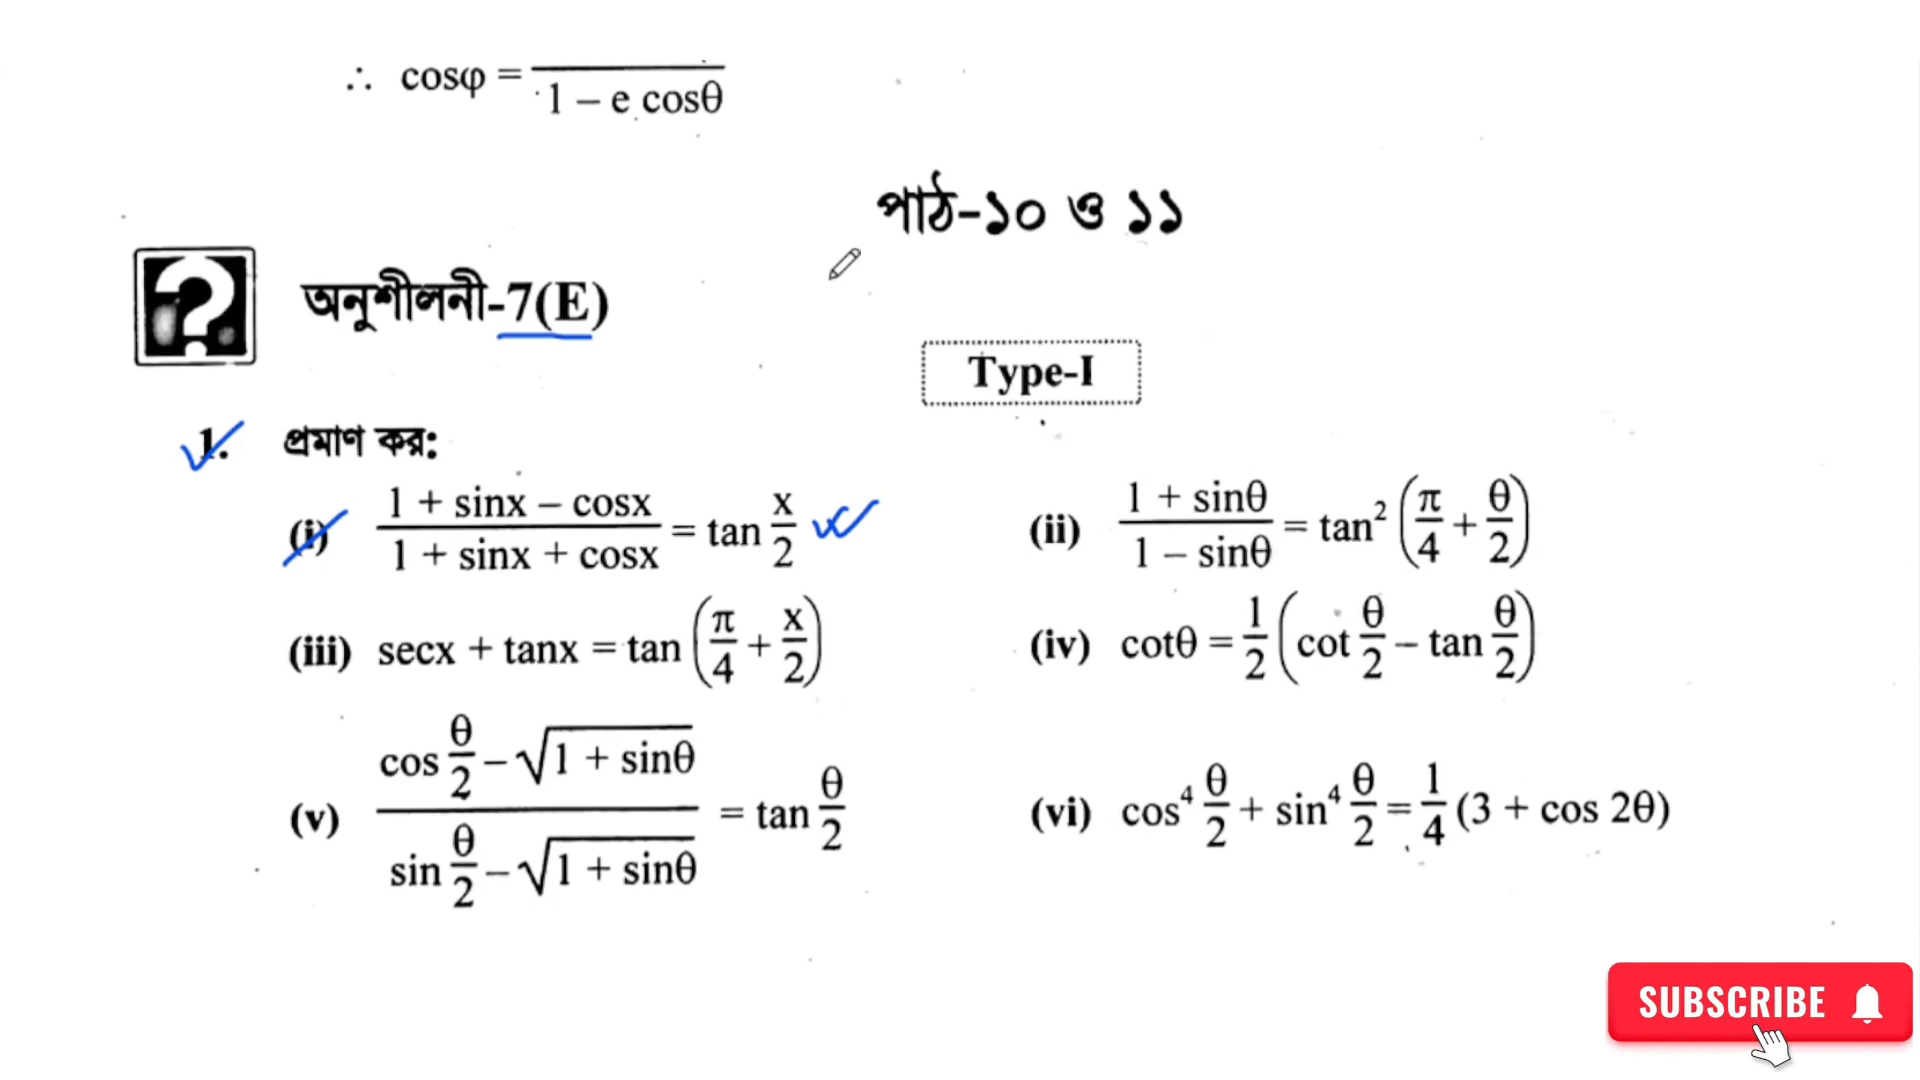 ∴ cosφ = / 1 – e cosθ
পাঠ-১০ ও ১১
অনুশীলনী-7(E)
Type-I
1. প্রমাণ কর:
(i) (1 + sinx – cosx)/(1 + sinx + cosx) = tan x/2
(ii) (1 + sinθ)/(1 – sinθ) = tan² (π/4 + θ/2)
(iii) secx + tanx = tan (π/4 + x/2)
(iv) cotθ = 1/2 (cot θ/2 – tan θ/2)
(v) (cos θ/2 – √(1 + sinθ))/(sin θ/2 – √(1 + sinθ)) = tan θ/2
(vi) cos⁴ θ/2 + sin⁴ θ/2 = 1/4 (3 + cos 2θ)
SUBSCRIBE